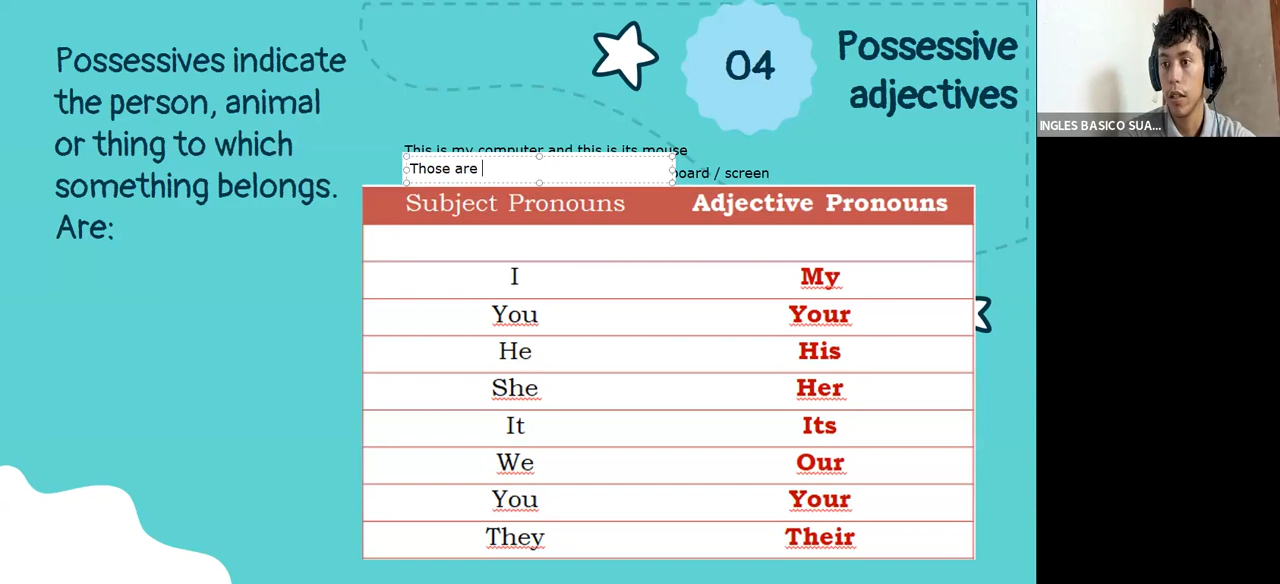 Possessives indicate
the person, animal
or thing to which
something belongs.
Are:
04
Possessive
adjectives
This is my computer and this is its mouse
Those are
board / screen
Subject Pronouns Adjective Pronouns
I My
You Your
He His
She Her
It Its
We Our
You Your
They Their
INGLES BASICO SUA...